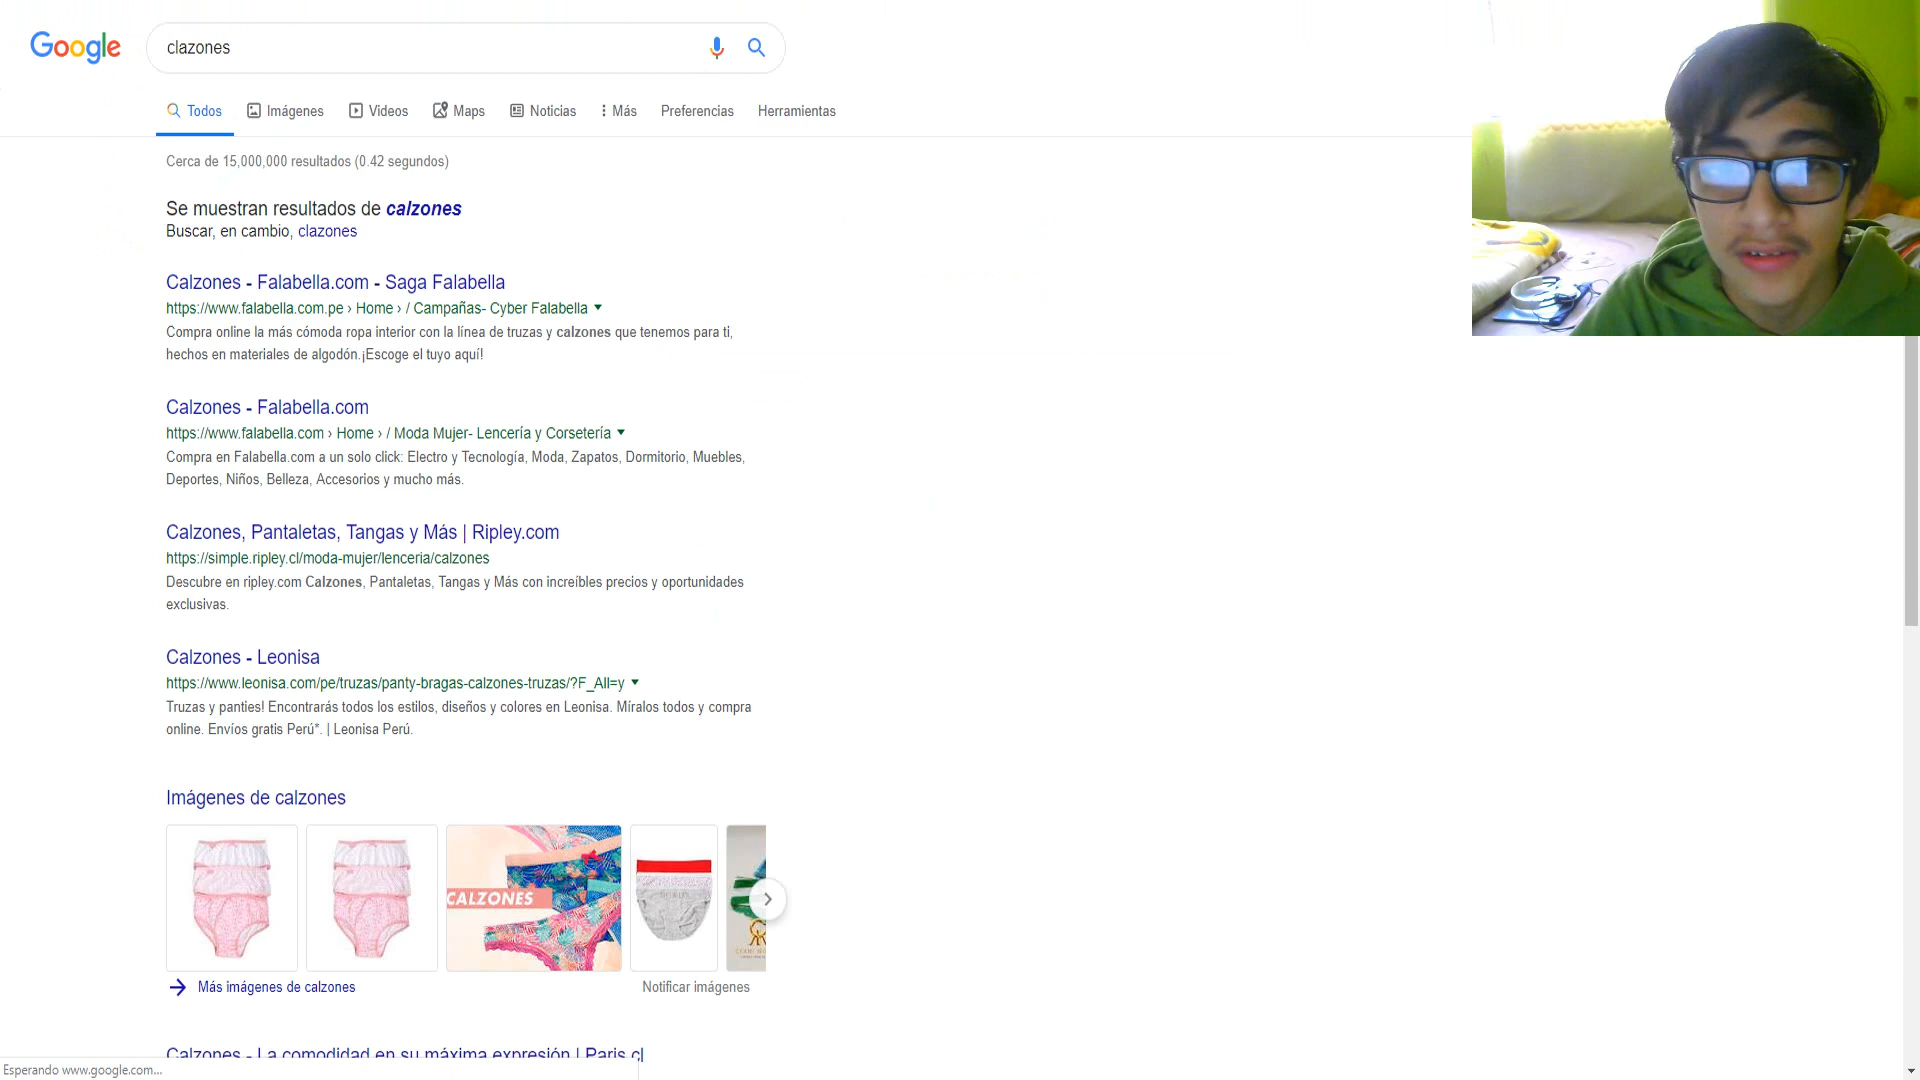 Google
clazones
Todos
Imágenes
Videos
Maps
Noticias
Más
Preferencias
Herramientas
Cerca de 15,000,000 resultados (0.42 segundos)
Se muestran resultados de calzones
Buscar, en cambio, clazones
Calzones - Falabella.com - Saga Falabella
https://www.falabella.com.pe › Home › / Campañas- Cyber Falabella
Compra online la más cómoda ropa interior con la línea de truzas y calzones que tenemos para ti,
hechos en materiales de algodón.¡Escoge el tuyo aquí!
Calzones - Falabella.com
https://www.falabella.com › Home › / Moda Mujer- Lencería y Corsetería
Compra en Falabella.com a un solo click: Electro y Tecnología, Moda, Zapatos, Dormitorio, Muebles,
Deportes, Niños, Belleza, Accesorios y mucho más.
Calzones, Pantaletas, Tangas y Más | Ripley.com
https://simple.ripley.cl/moda-mujer/lenceria/calzones
Descubre en ripley.com Calzones, Pantaletas, Tangas y Más con increíbles precios y oportunidades
exclusivas.
Calzones - Leonisa
https://www.leonisa.com/pe/truzas/panty-bragas-calzones-truzas/?F_All=y
Truzas y panties! Encontrarás todos los estilos, diseños y colores en Leonisa. Míralos todos y compra
online. Envíos gratis Perú*. | Leonisa Perú.
Imágenes de calzones
CALZONES
Más imágenes de calzones
Notificar imágenes
Calzones - La comodidad en su máxima expresión | Paris.cl
Esperando www.google.com...